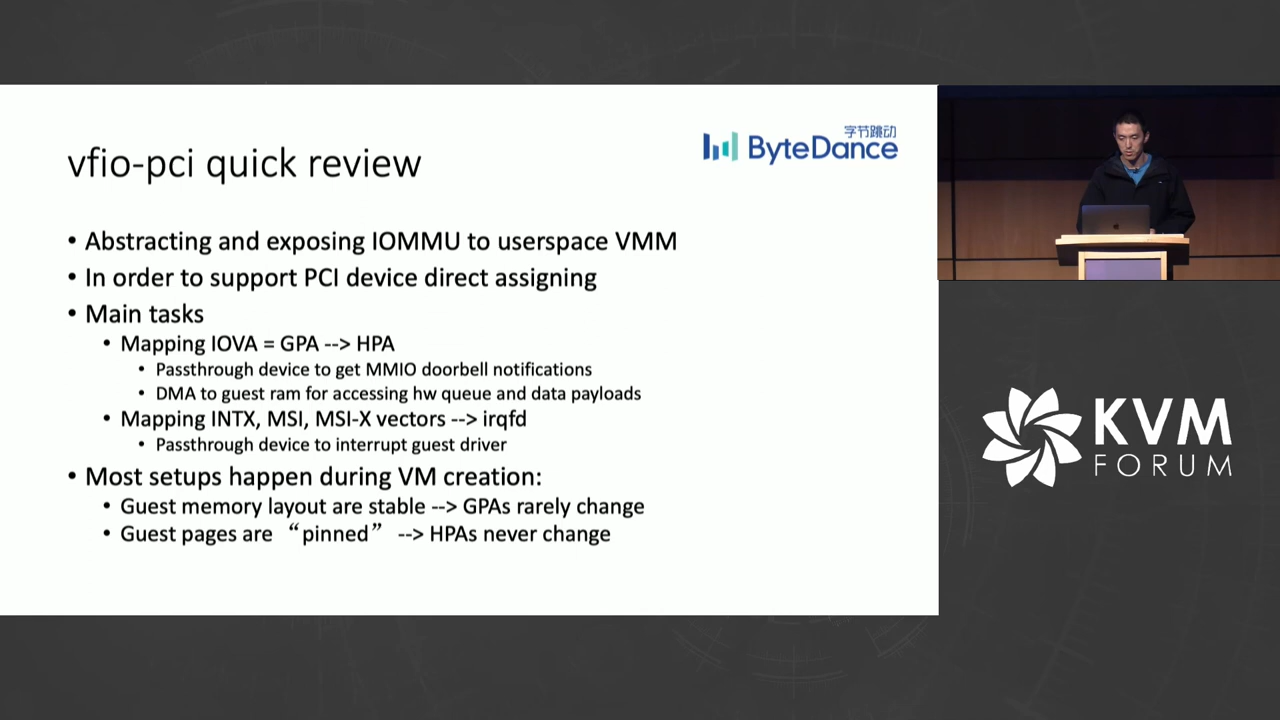 vfio-pci quick review
字节跳动
ByteDance
• Abstracting and exposing IOMMU to userspace VMM
• In order to support PCI device direct assigning
• Main tasks
• Mapping IOVA = GPA --> HPA
• Passthrough device to get MMIO doorbell notifications
• DMA to guest ram for accessing hw queue and data payloads
• Mapping INTX, MSI, MSI-X vectors --> irqfd
• Passthrough device to interrupt guest driver
• Most setups happen during VM creation:
• Guest memory layout are stable --> GPAs rarely change
• Guest pages are “pinned” --> HPAs never change
KVM
FORUM